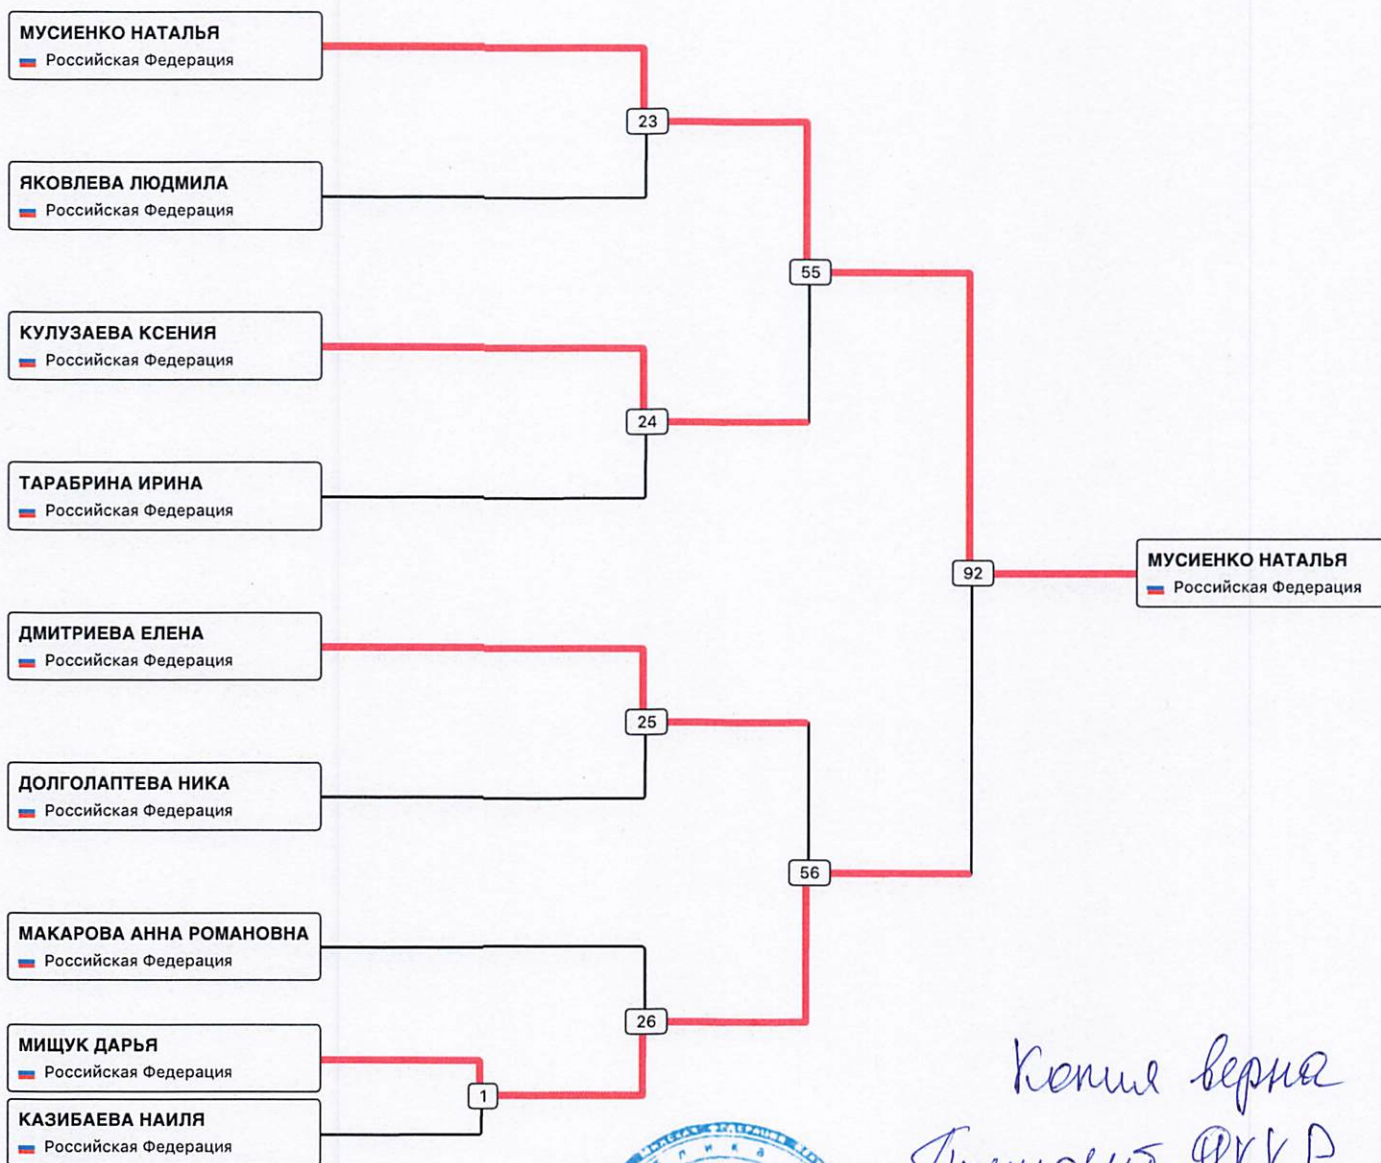 МУСИЕНКО НАТАЛЬЯ
Российская Федерация
23
ЯКОВЛЕВА ЛЮДМИЛА
Российская Федерация
55
КУЛУЗАЕВА КСЕНИЯ
Российская Федерация
24
ТАРАБРИНА ИРИНА
Российская Федерация
92
МУСИЕНКО НАТАЛЬЯ
Российская Федерация
ДМИТРИЕВА ЕЛЕНА
Российская Федерация
25
ДОЛГОЛАПТЕВА НИКА
Российская Федерация
56
МАКАРОВА АННА РОМАНОВНА
Российская Федерация
26
МИЩУК ДАРЬЯ
Российская Федерация
1
КАЗИБАЕВА НАИЛЯ
Российская Федерация
Копия верна